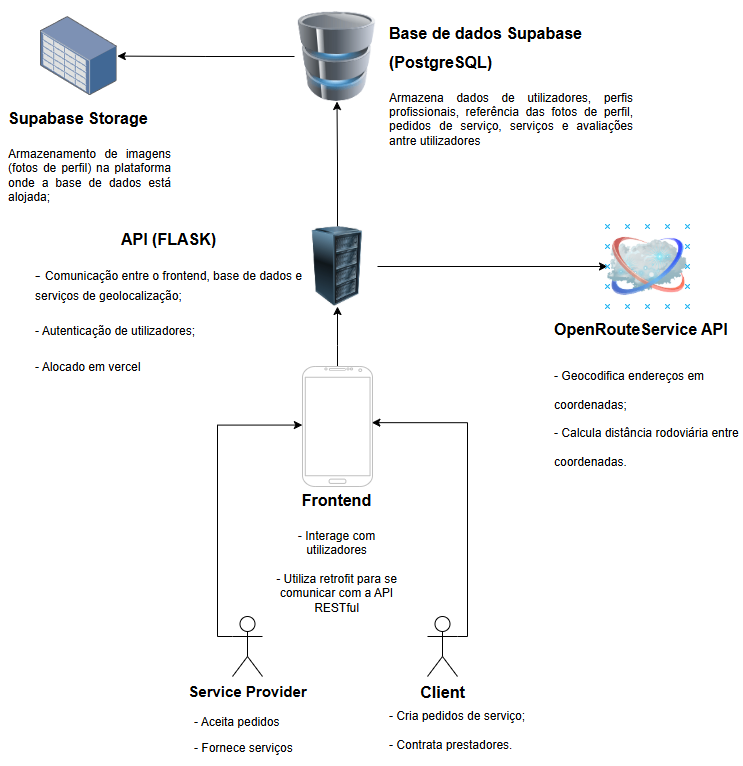 Base de dados Supabase
(PostgreSQL)
Armazena dados de utilizadores, perfis
profissionais, referência das fotos de perfil,
pedidos de serviço, serviços e avaliações
antre utilizadores
Supabase Storage
Armazenamento de imagens
(fotos de perfil) na plataforma
onde a base de dados está
alojada;
API (FLASK)
- Comunicação entre o frontend, base de dados e
serviços de geolocalização;
- Autenticação de utilizadores;
- Alocado em vercel
OpenRouteService API
- Geocodifica endereços em
coordenadas;
- Calcula distância rodoviária entre
coordenadas.
Frontend
- Interage com
utilizadores
- Utiliza retrofit para se
comunicar com a API
RESTful
Service Provider
- Aceita pedidos
- Fornece serviços
Client
- Cria pedidos de serviço;
- Contrata prestadores.